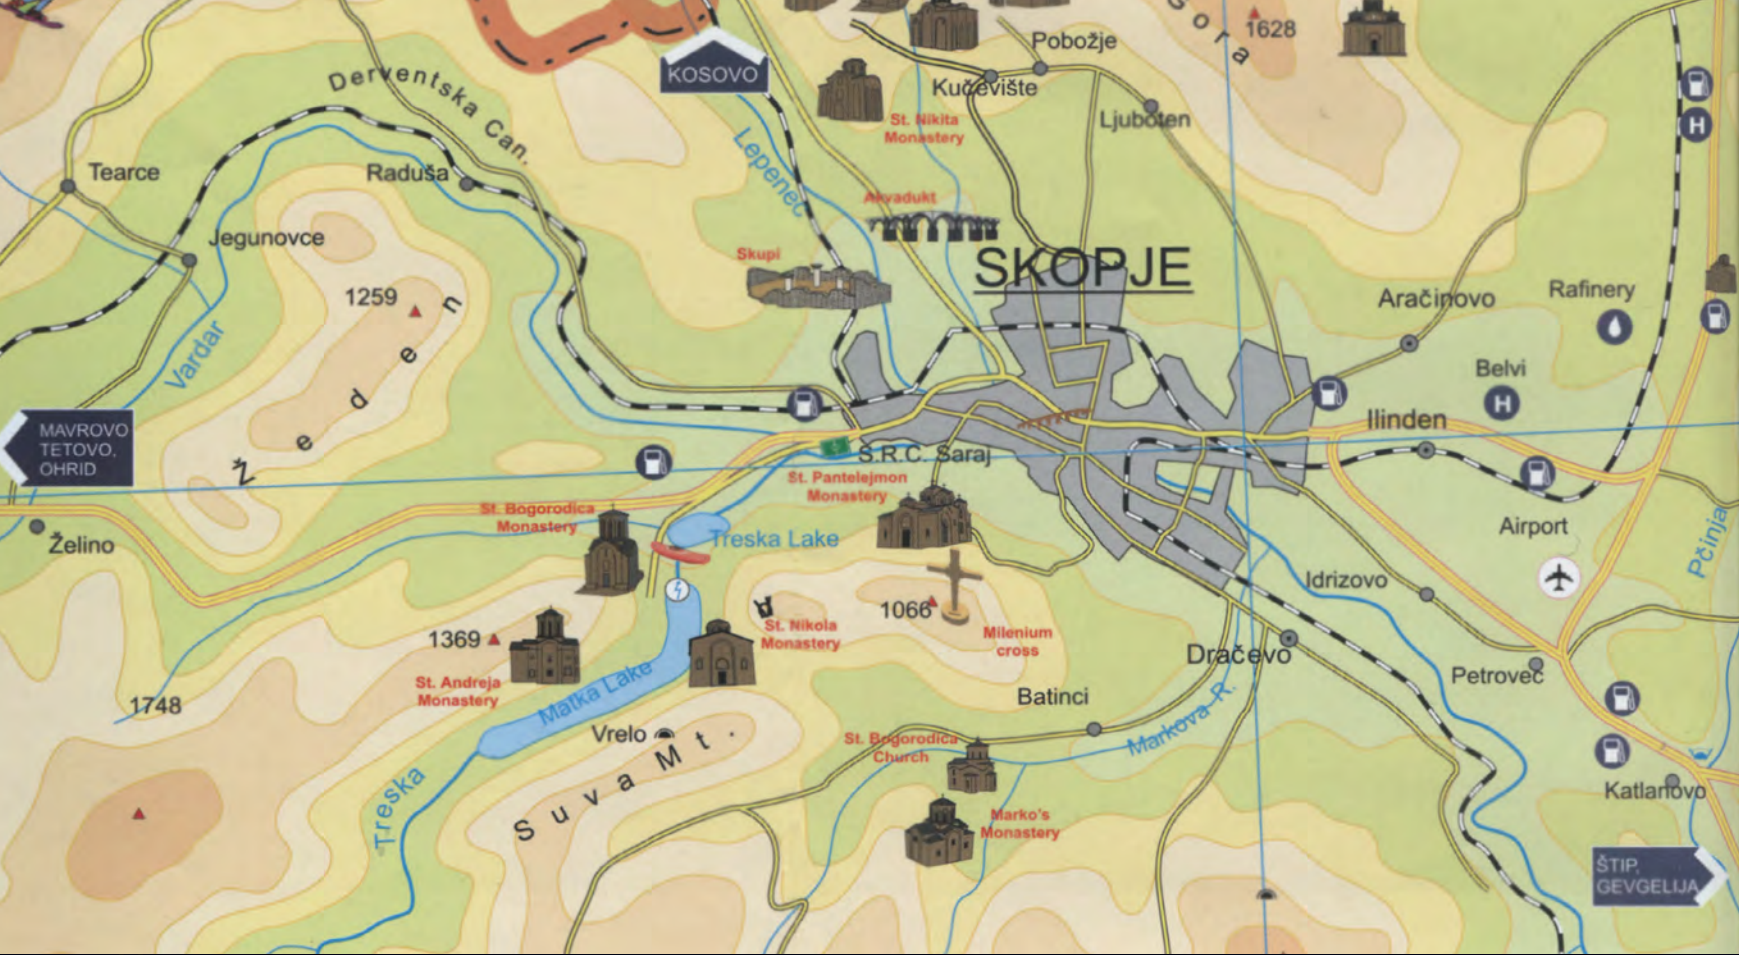 Gora
1628
KOSOVO
Pobožje
Kučevište
Ljuboten
St. Nikita
Monastery
Derventska Can.
Lepenec
Tearce
Raduša
Akvadukt
Jegunovce
Skupi
SKOPJE
1259
Žeden
Aračinovo
Rafinery
H
Vardar
Belvi
H
MAVROVO
TETOVO,
OHRID
Ilinden
S.R.C. Saraj
St. Pantelejmon
Monastery
St. Bogorodica
Monastery
Želino
Treska Lake
Airport
Pčinja
Idrizovo
1066
1369
St. Nikola
Monastery
Milenium
cross
Dračevo
Petrovec
St. Andreja
Monastery
Matka Lake
1748
Batinci
Markova R.
Vrelo
Suva Mt.
St. Bogorodica
Church
Katlanovo
Treska
Marko's
Monastery
ŠTIP,
GEVGELIJA